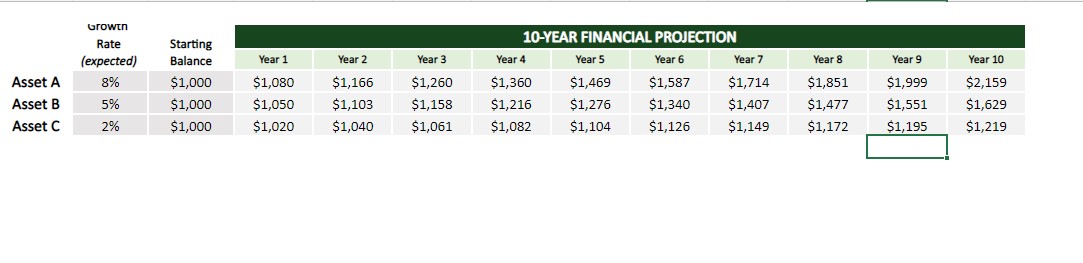 Growth
Rate
(expected)
Starting
Balance
10-YEAR FINANCIAL PROJECTION
Year 1 Year 2 Year 3 Year 4 Year 5 Year 6 Year 7 Year 8 Year 9 Year 10
Asset A 8% $1,000 $1,080 $1,166 $1,260 $1,360 $1,469 $1,587 $1,714 $1,851 $1,999 $2,159
Asset B 5% $1,000 $1,050 $1,103 $1,158 $1,216 $1,276 $1,340 $1,407 $1,477 $1,551 $1,629
Asset C 2% $1,000 $1,020 $1,040 $1,061 $1,082 $1,104 $1,126 $1,149 $1,172 $1,195 $1,219